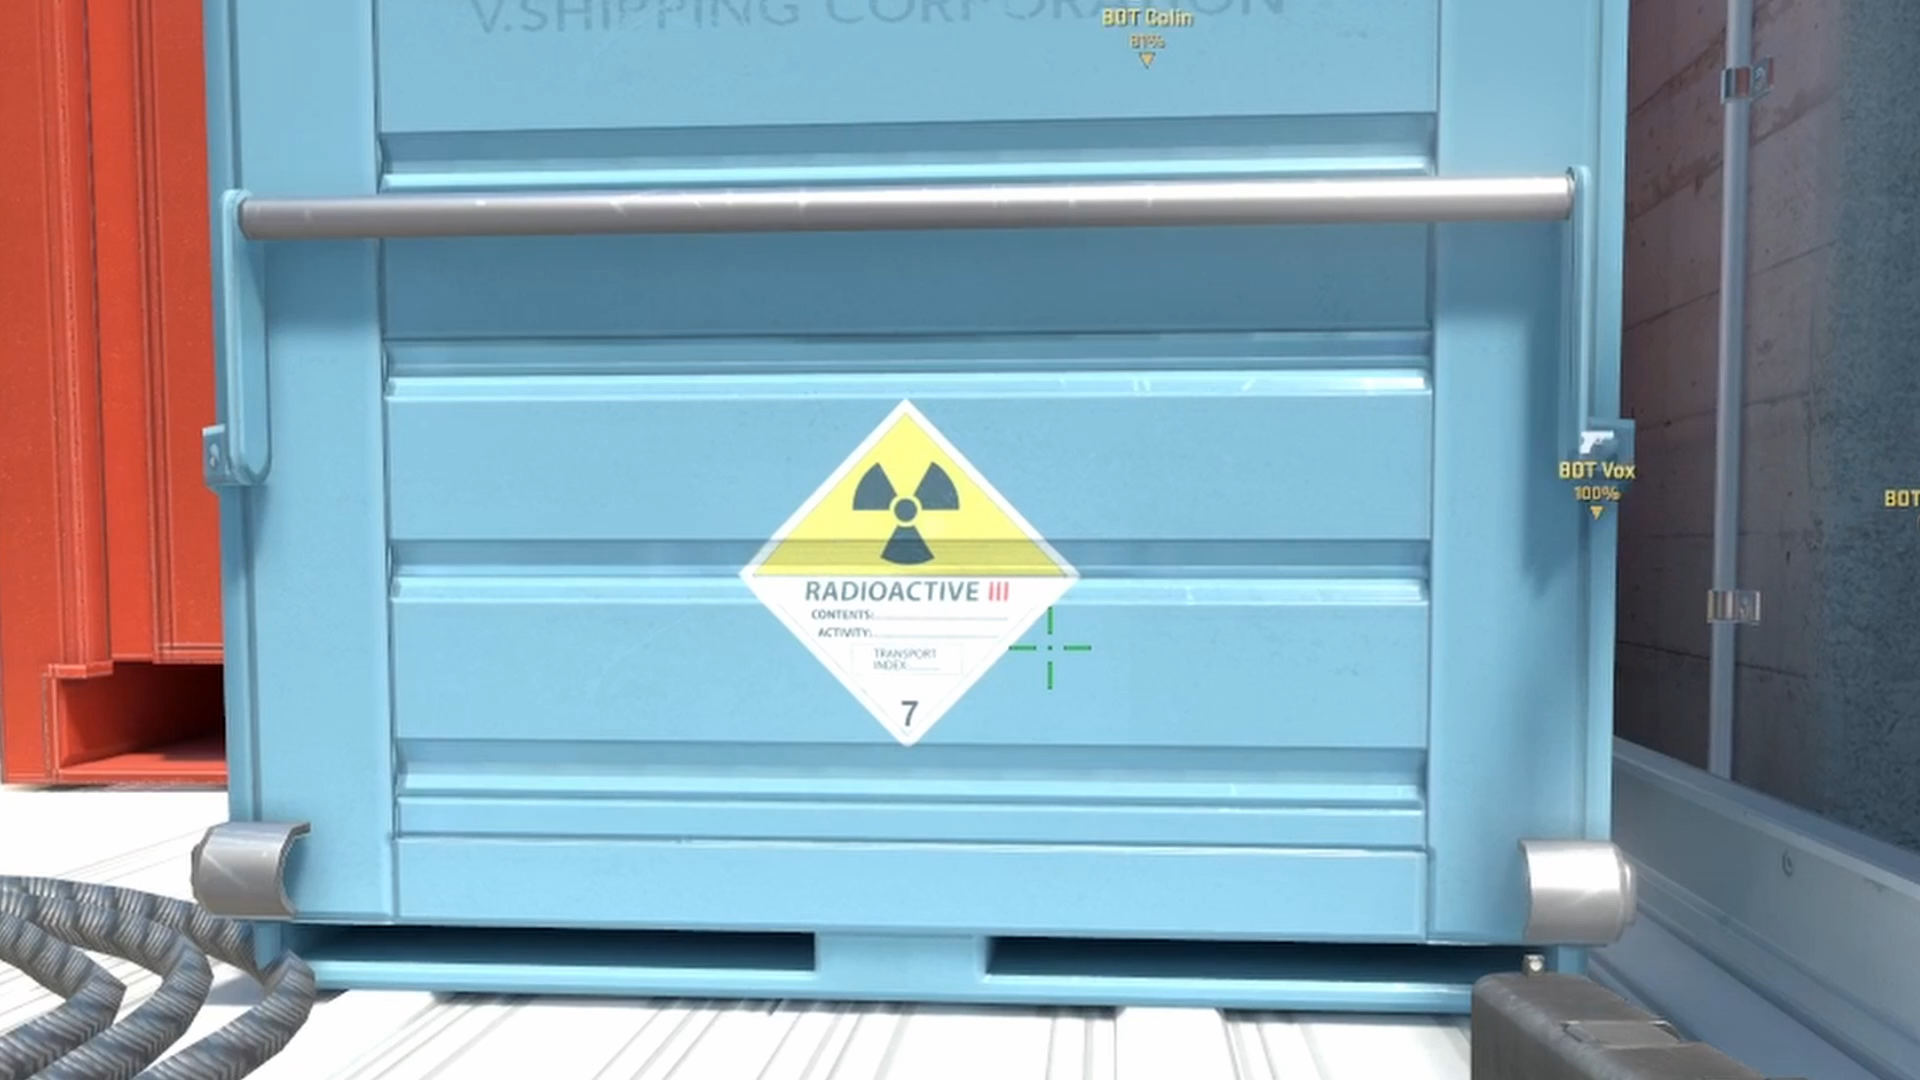 V.SHIPPING CORPORATION
BOT Colin
81%
BOT Vox
100%
BOT
RADIOACTIVE III
CONTENTS:
ACTIVITY:
TRANSPORT
INDEX:
7